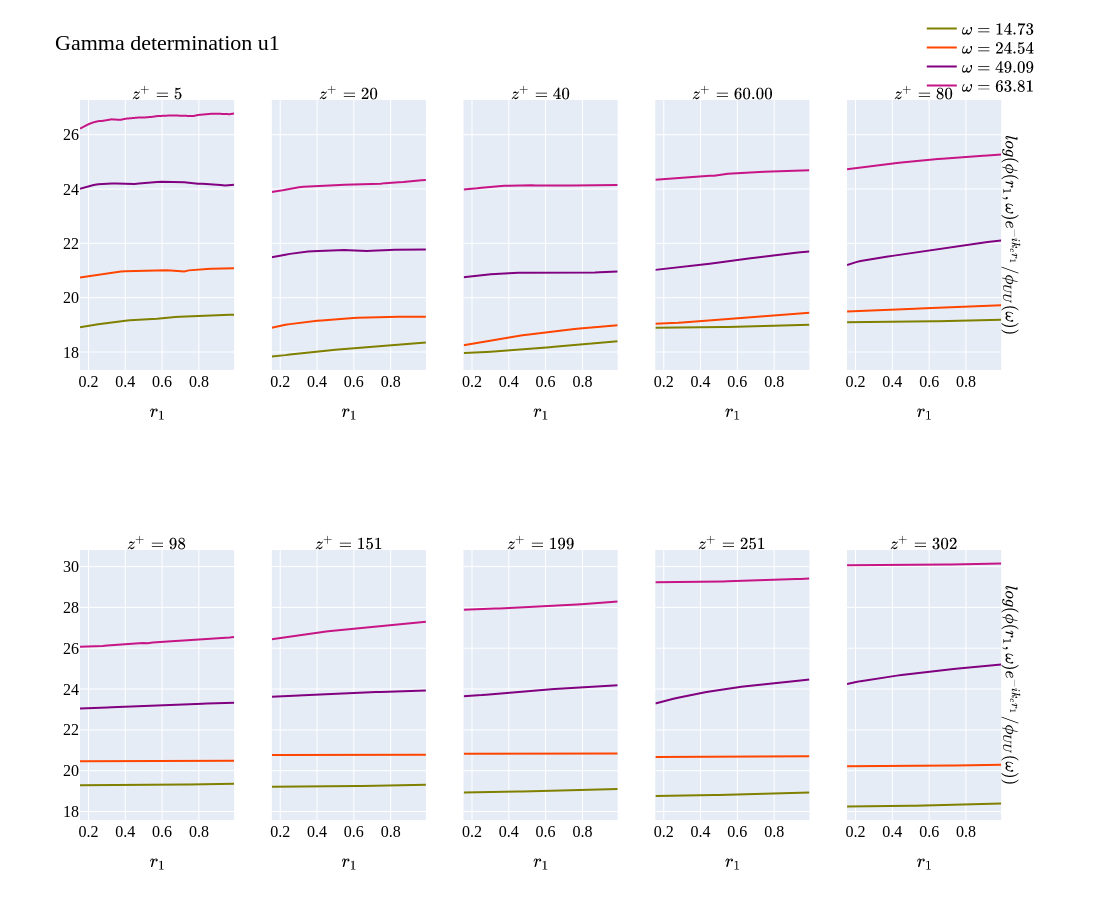 Gamma determination u1
ω = 14.73
ω = 24.54
ω = 49.09
ω = 63.81
z⁺ = 5
z⁺ = 20
z⁺ = 40
z⁺ = 60.00
z⁺ = 80
26
24
22
20
18
log(ϕ(r₁, ω)e^{−ik_c r₁}/ϕ_{UU}(ω))
0.2 0.4 0.6 0.8
0.2 0.4 0.6 0.8
0.2 0.4 0.6 0.8
0.2 0.4 0.6 0.8
0.2 0.4 0.6 0.8
r₁
r₁
r₁
r₁
r₁
z⁺ = 98
z⁺ = 151
z⁺ = 199
z⁺ = 251
z⁺ = 302
30
28
26
24
22
20
18
log(ϕ(r₁, ω)e^{−ik_c r₁}/ϕ_{UU}(ω))
0.2 0.4 0.6 0.8
0.2 0.4 0.6 0.8
0.2 0.4 0.6 0.8
0.2 0.4 0.6 0.8
0.2 0.4 0.6 0.8
r₁
r₁
r₁
r₁
r₁